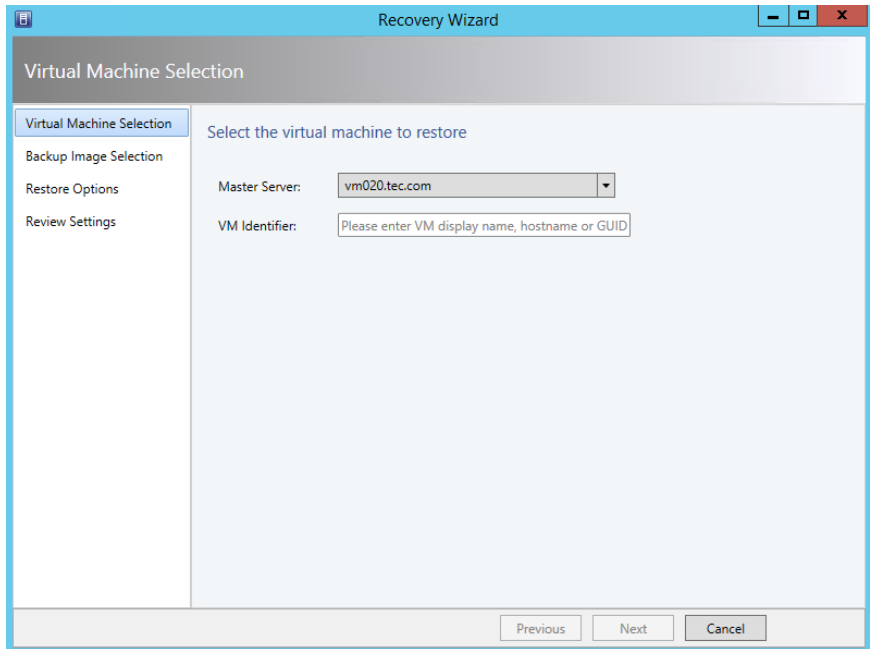 Recovery Wizard
Virtual Machine Selection
Virtual Machine Selection
Backup Image Selection
Restore Options
Review Settings
Select the virtual machine to restore
Master Server: vm020.tec.com
VM Identifier: Please enter VM display name, hostname or GUID
Previous Next Cancel